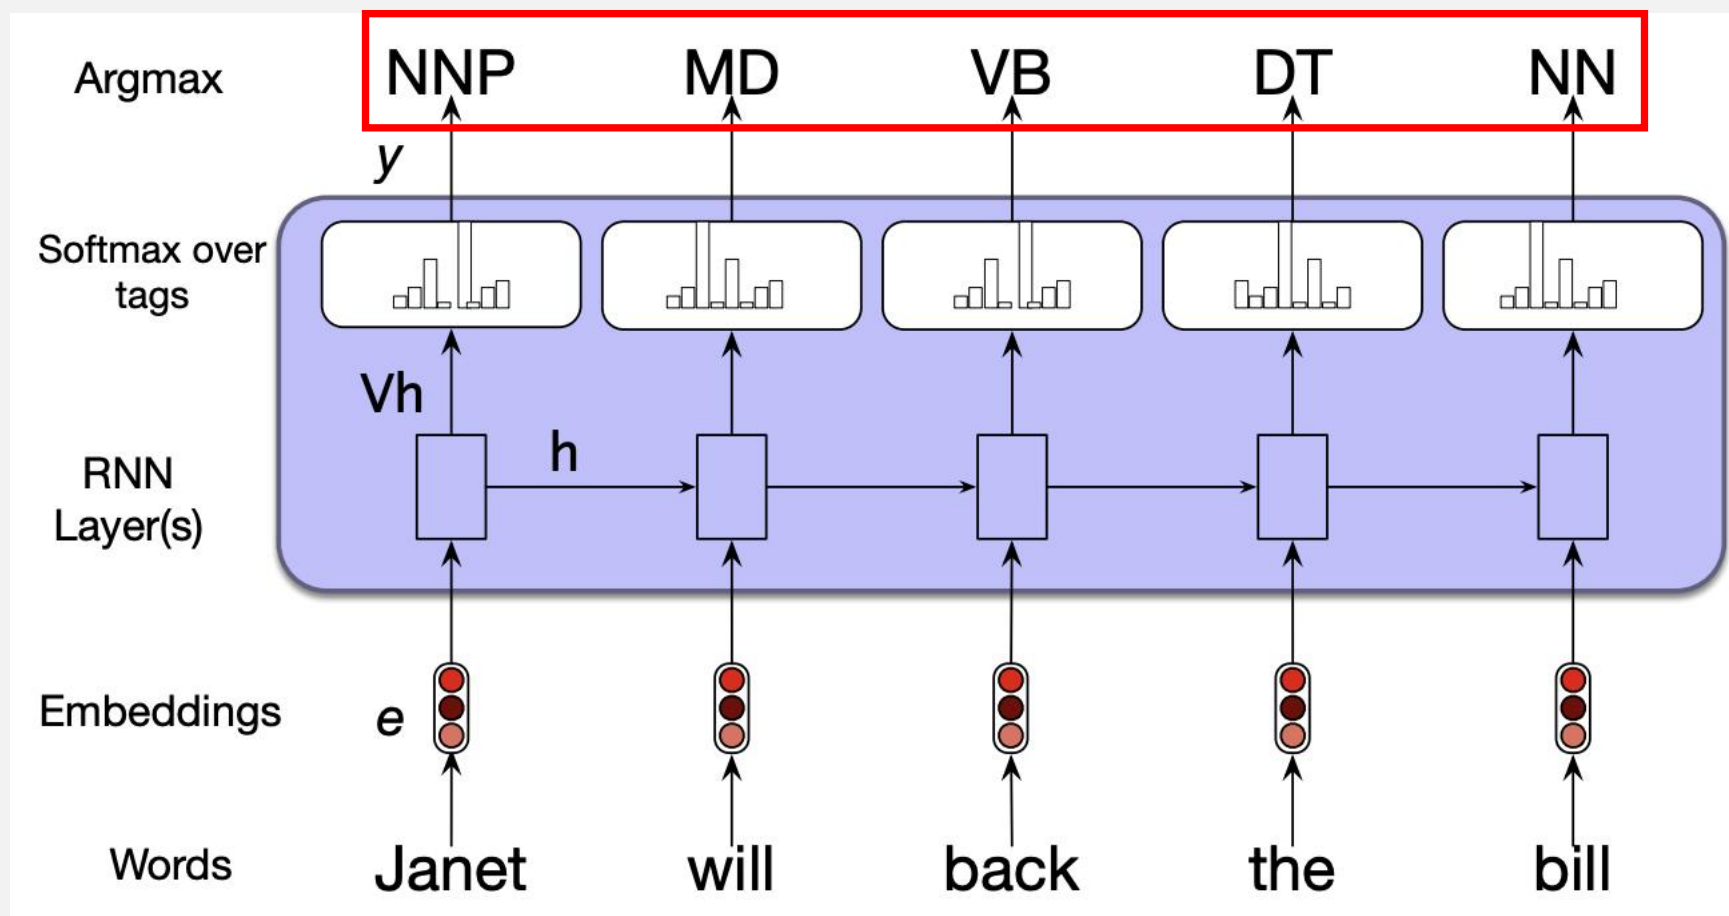 Argmax NNP MD VB DT NN
y
Softmax over
tags
Vh
h
RNN
Layer(s)
Embeddings e
Words Janet will back the bill